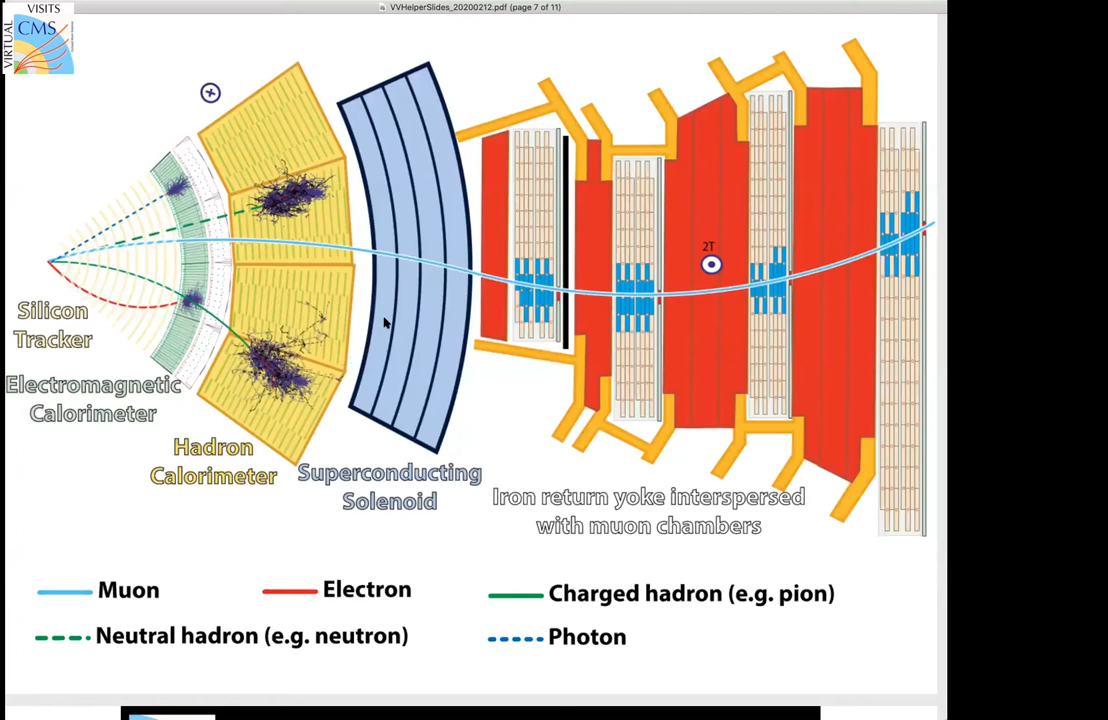 VVHelperSlides_20200212.pdf (page 7 of 11)
VISITS
CMS
VIRTUAL
2T
Silicon
Tracker
Electromagnetic
Calorimeter
Hadron
Calorimeter
Superconducting
Solenoid
Iron return yoke interspersed
with muon chambers
Muon
Electron
Charged hadron (e.g. pion)
Neutral hadron (e.g. neutron)
Photon